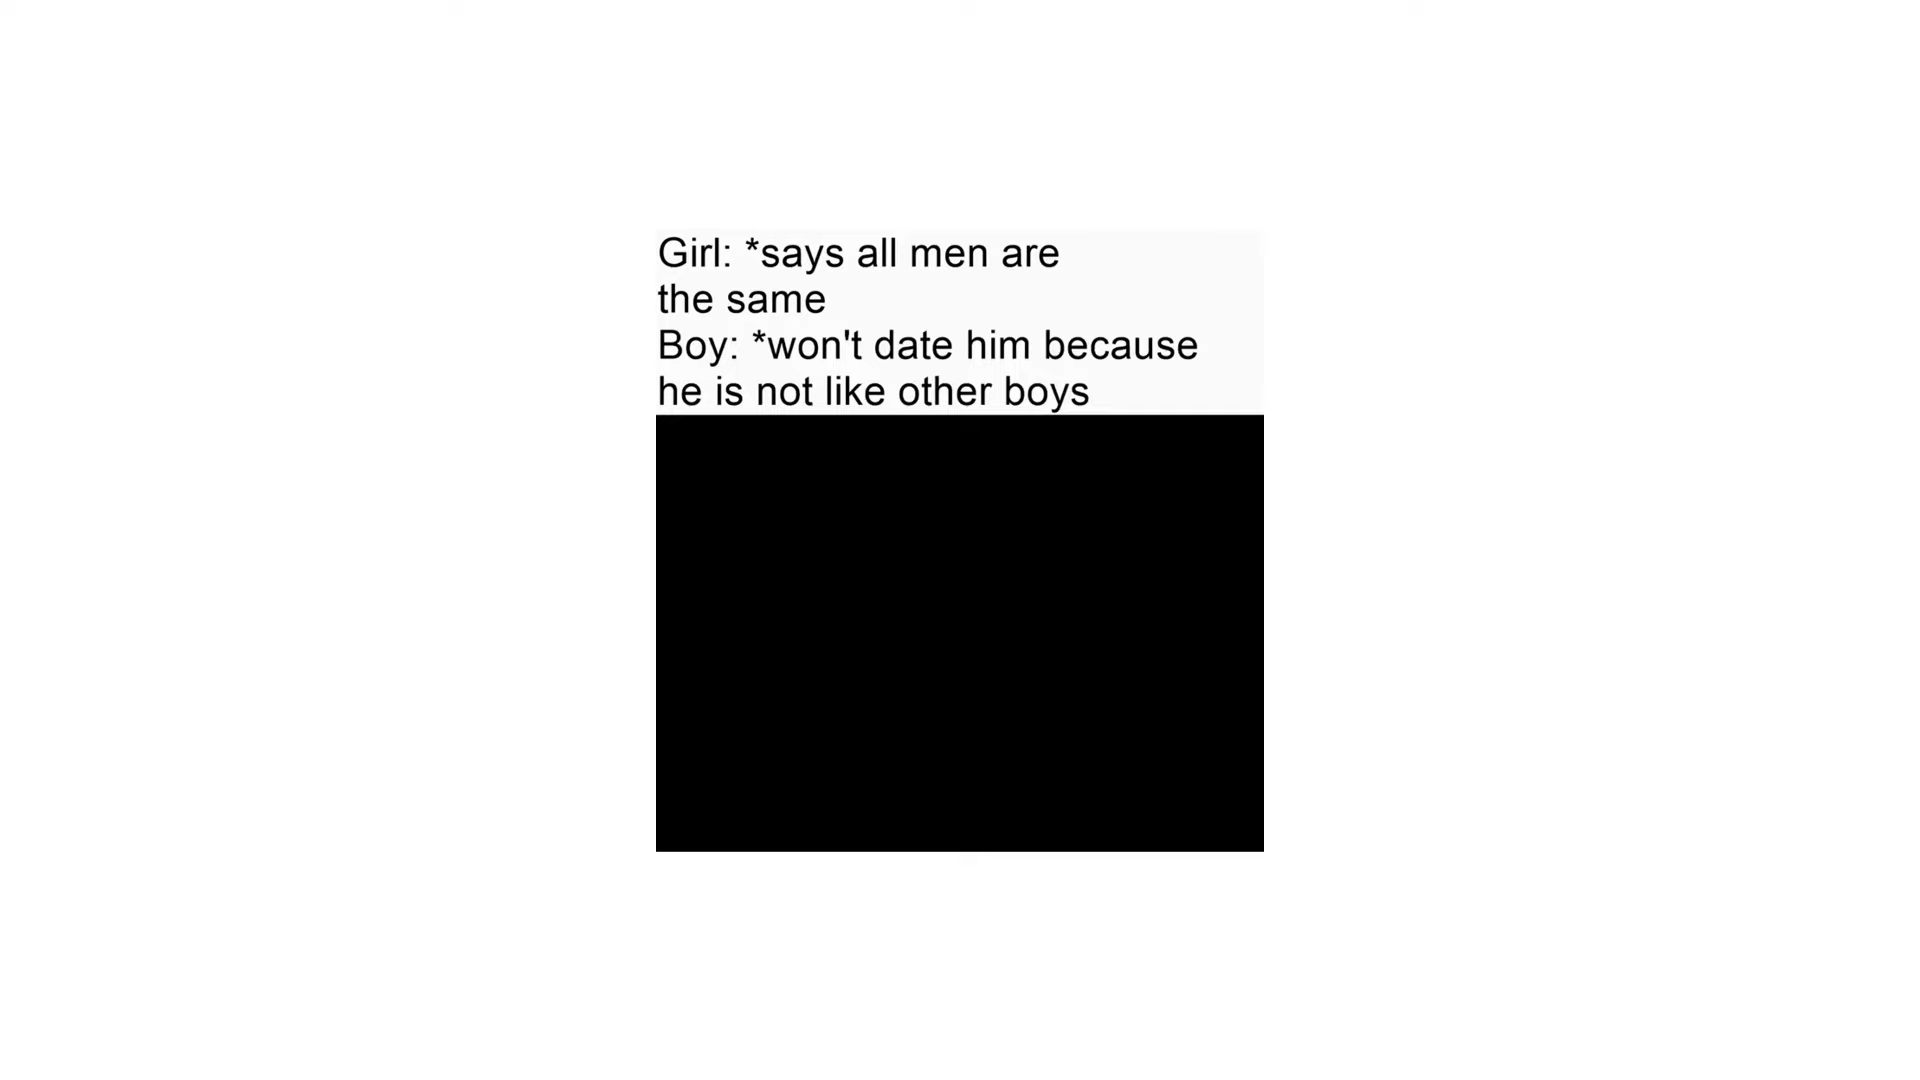 Girl: *says all men are
the same
Boy: *won't date him because
he is not like other boys